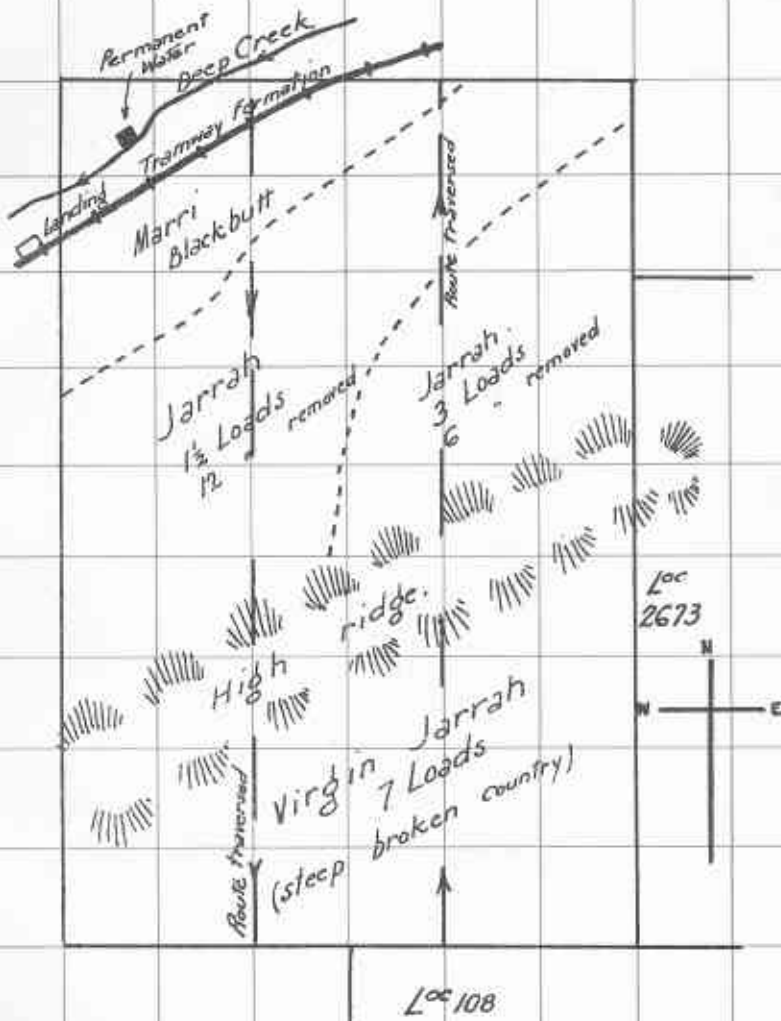 Permanent
Water
Deep Creek
Tramway formation
Landing
Marri
Blackbutt
Route traversed
Jarrah
1½ Loads
12 " removed
Jarrah.
3 Loads
6 " removed
High ridge.
Loc
2673
N
W E
Virgin Jarrah
7 Loads
(steep broken country)
Route traversed
Loc 108